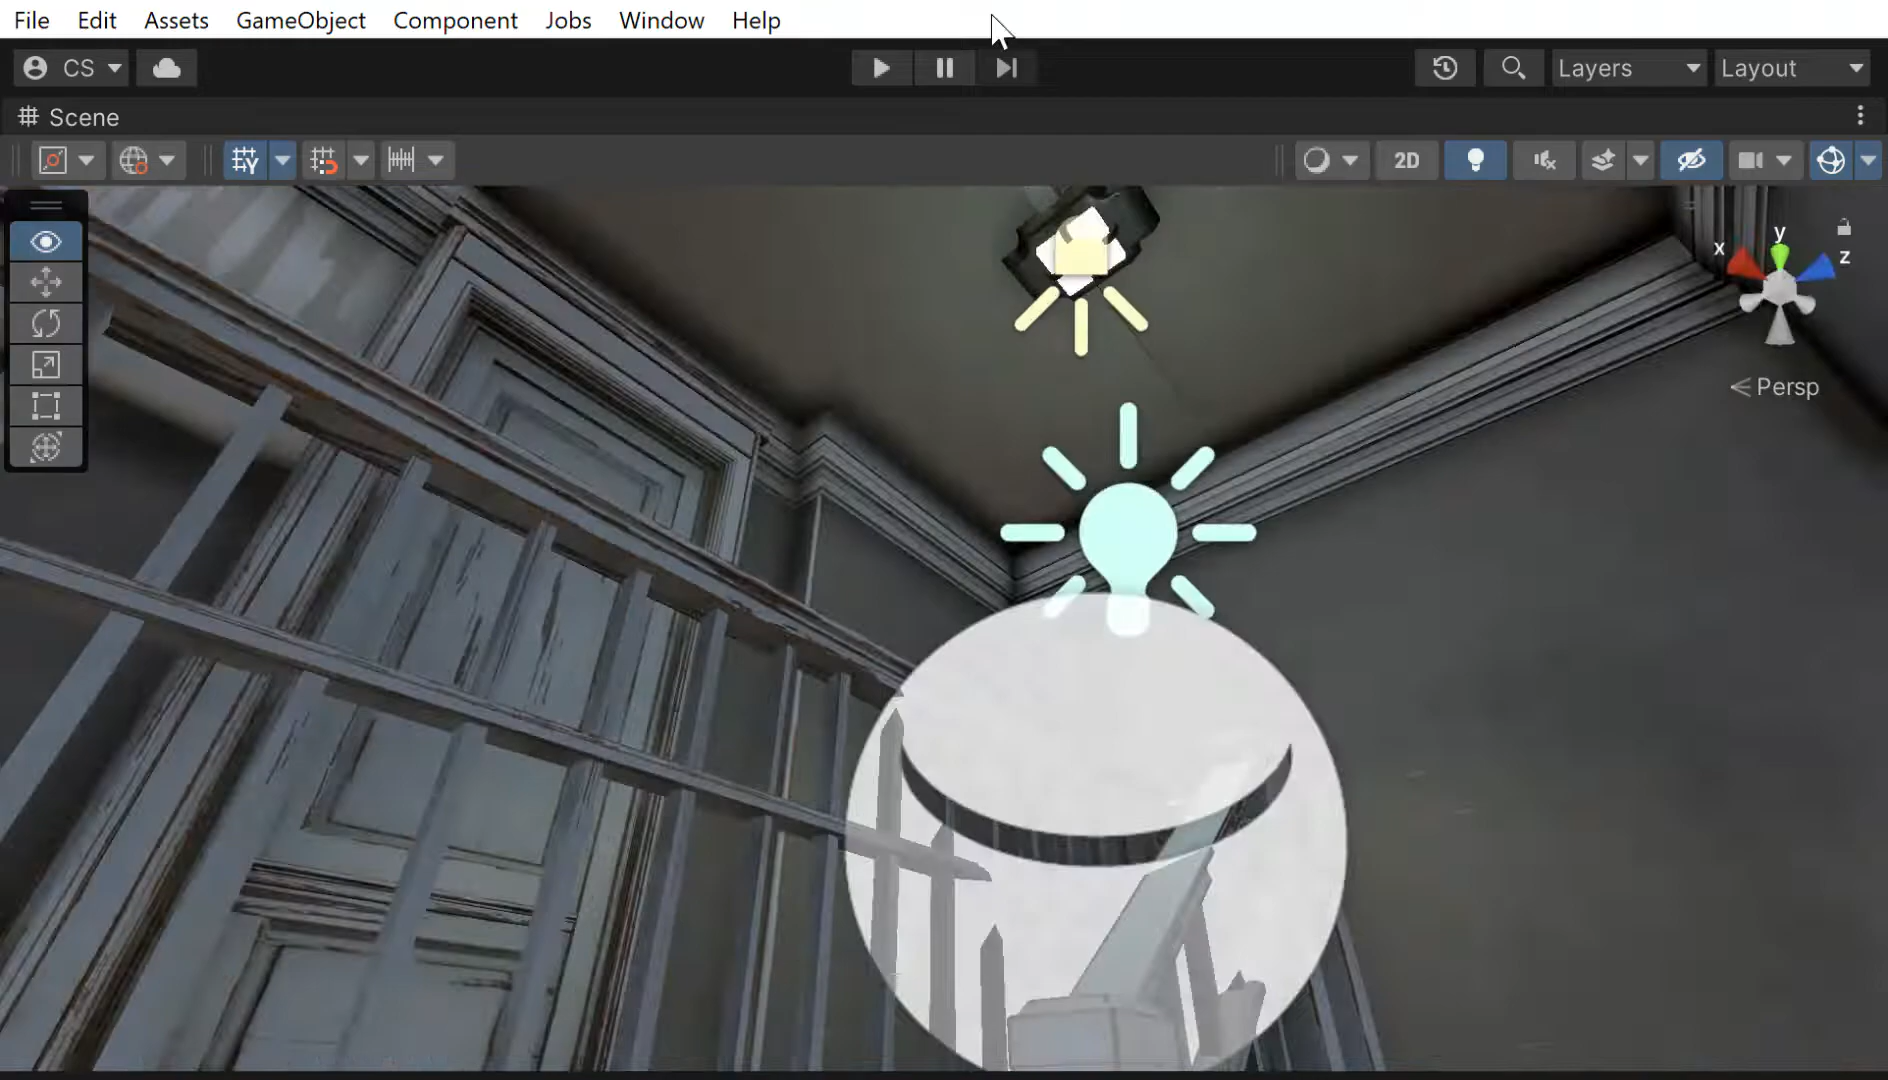 File Edit Assets GameObject Component Jobs Window Help
CS Layers Layout
Scene
2D
y
x
z
Persp